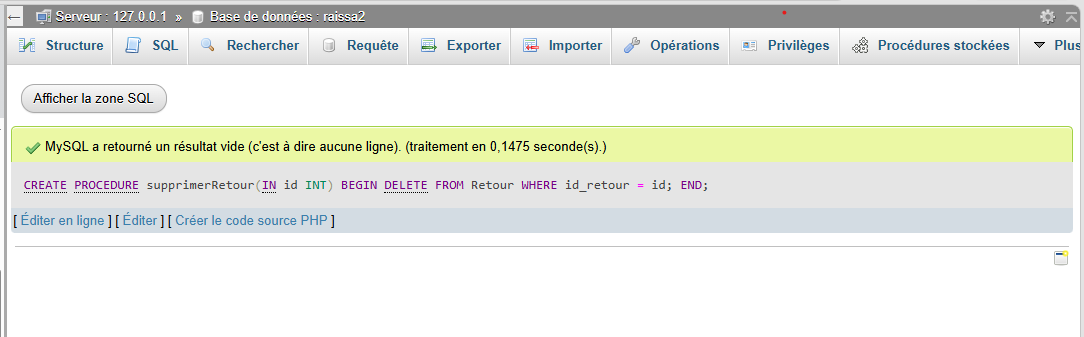 ← Serveur : 127.0.0.1 » Base de données : raissa2
Structure SQL Rechercher Requête Exporter Importer Opérations Privilèges Procédures stockées Plus
Afficher la zone SQL
MySQL a retourné un résultat vide (c'est à dire aucune ligne). (traitement en 0,1475 seconde(s).)
CREATE PROCEDURE supprimerRetour(IN id INT) BEGIN DELETE FROM Retour WHERE id_retour = id; END;
[ Éditer en ligne ] [ Éditer ] [ Créer le code source PHP ]